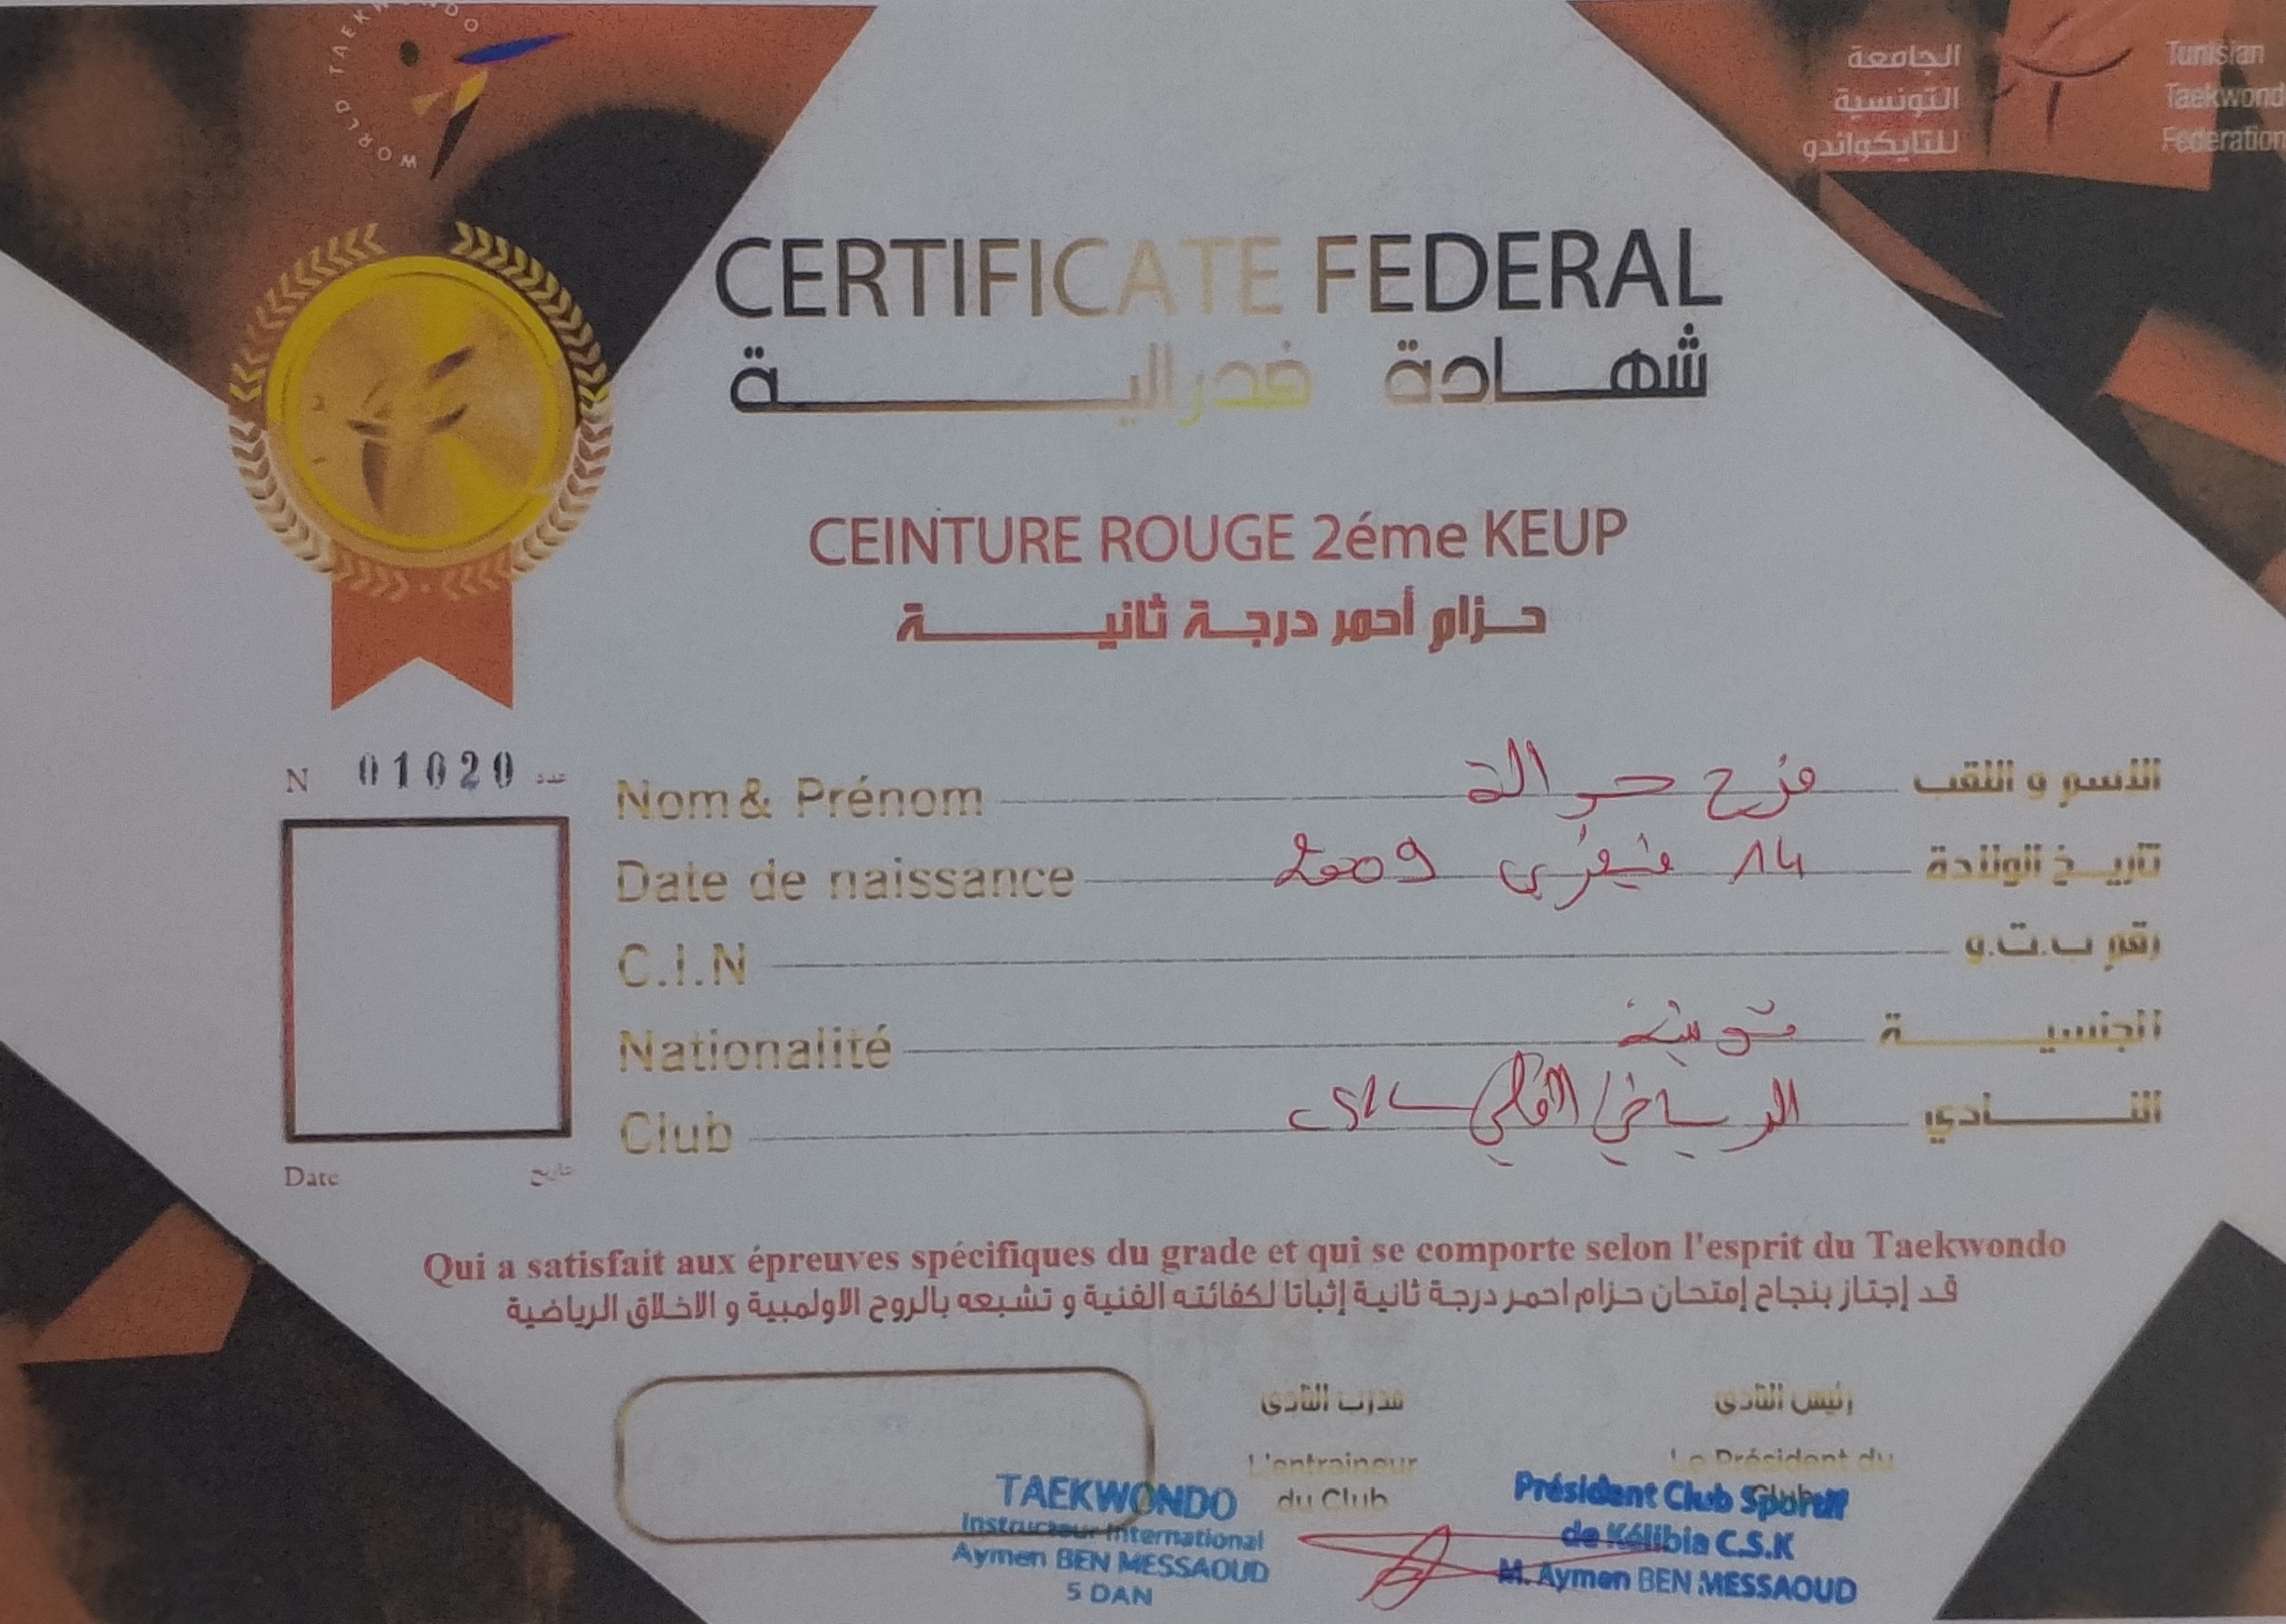 WORLD TAEKWONDO
الجامعة
التونسية
للتايكواندو
Tunisian
Taekwond
Federation
CERTIFICATE FEDERAL
شهادة فدرالية
CEINTURE ROUGE 2éme KEUP
حزام أحمر درجة ثانية
N 01020 عدد
Nom & Prénom فرح حوالة الاسم و اللقب
Date de naissance 14 فيفري 2009 تاريخ الولادة
C.I.N رقم ب.ت.و
Nationalité تونسية الجنسية
Club الرياضي القليبي النادي
Date تاريخ
Qui a satisfait aux épreuves spécifiques du grade et qui se comporte selon l'esprit du Taekwondo
قد إجتاز بنجاح إمتحان حزام احمر درجة ثانية إثباتا لكفائته الفنية و تشبعه بالروح الاولمبية و الاخلاق الرياضية
مدرب النادي
L'entraineur
du Club
رئيس النادي
Le Président du
Club
TAEKWONDO
Instructeur International
Aymen BEN MESSAOUD
5 DAN
Président Club Sportif
de Kélibia C.S.K
M. Aymen BEN MESSAOUD